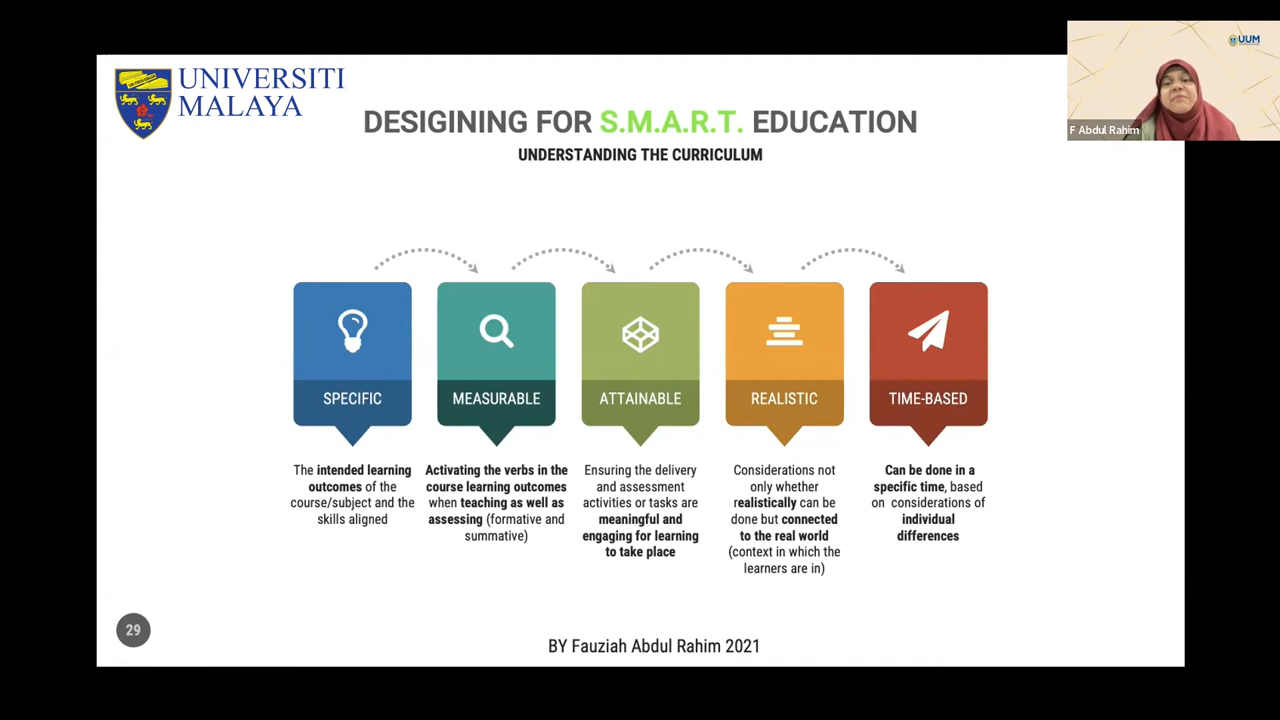 UNIVERSITI
MALAYA
UUM
F Abdul Rahim
DESIGINING FOR S.M.A.R.T. EDUCATION
UNDERSTANDING THE CURRICULUM
SPECIFIC
MEASURABLE
ATTAINABLE
REALISTIC
TIME-BASED
The intended learning
outcomes of the
course/subject and the
skills aligned
Activating the verbs in the
course learning outcomes
when teaching as well as
assessing (formative and
summative)
Ensuring the delivery
and assessment
activities or tasks are
meaningful and
engaging for learning
to take place
Considerations not
only whether
realistically can be
done but connected
to the real world
(context in which the
learners are in)
Can be done in a
specific time, based
on considerations of
individual
differences
29
BY Fauziah Abdul Rahim 2021